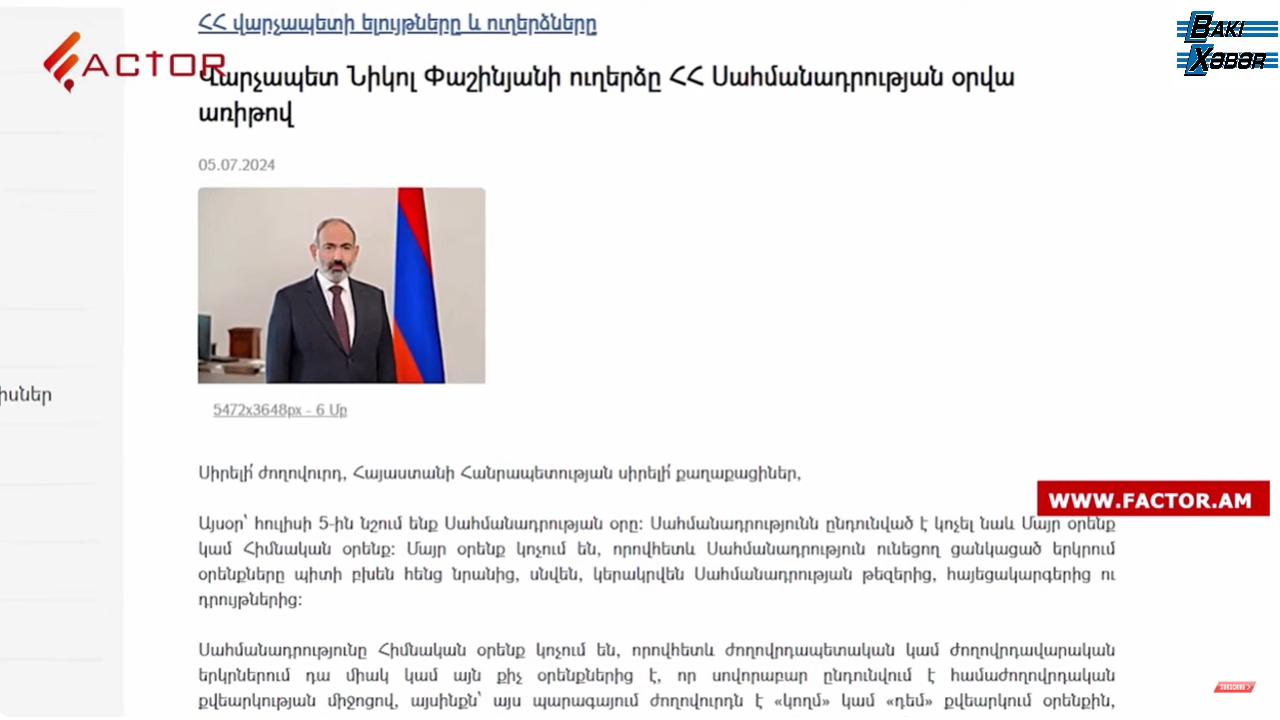 ՀՀ վարչապետի ելույթները և ուղերձները
ACTOR
BAKI
XƏBƏR
Վարչապետ Նիկոլ Փաշինյանի ուղերձը ՀՀ Սահմանադրության օրվա
առիթով
05.07.2024
5472x3648px - 6 Մբ
իսներ
Սիրելի՛ ժողովուրդ, Հայաստանի Հանրապետության սիրելի՛ քաղաքացիներ,
WWW.FACTOR.AM
Այսօր՝ հուլիսի 5-ին նշում ենք Սահմանադրության օրը։ Սահմանադրությունն ընդունված է կոչել նաև Մայր օրենք
կամ Հիմնական օրենք։ Մայր օրենք կոչում են, որովհետև Սահմանադրություն ունեցող ցանկացած երկրում
օրենքները պիտի բխեն հենց նրանից, սնվեն, կերակրվեն Սահմանադրության թեզերից, հայեցակարգերից ու
դրույթներից։
Սահմանադրությունը Հիմնական օրենք կոչում են, որովհետև ժողովրդապետական կամ ժողովրդավարական
երկրներում դա միակ կամ այն քիչ օրենքներից է, որ սովորաբար ընդունվում է համաժողովրդական
քվեարկության միջոցով, այսինքն՝ այս պարագայում ժողովուրդն է «կողմ» կամ «դեմ» քվեարկում օրենքին,
SUBSCRIBE